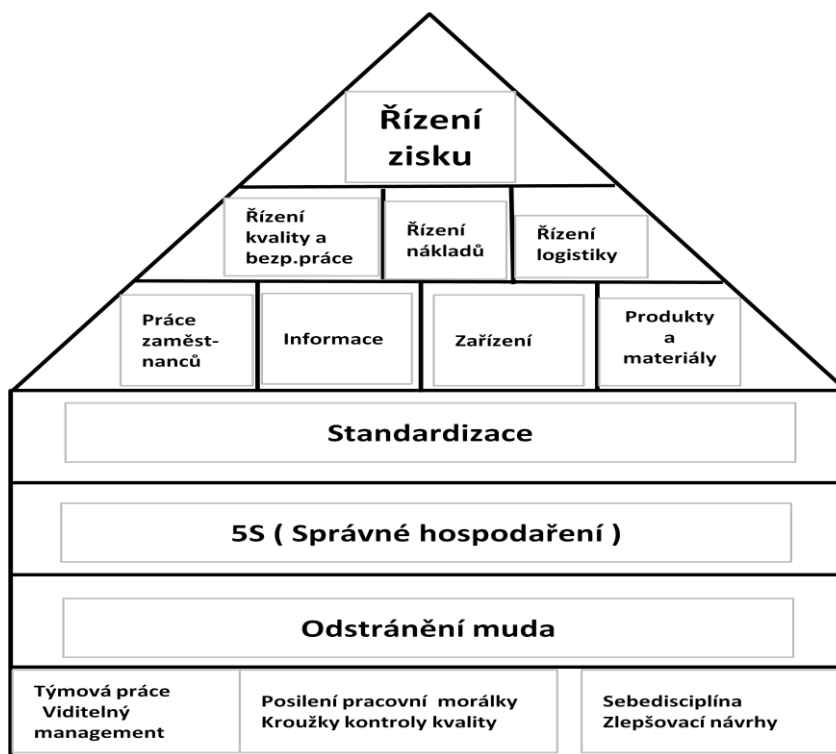 Řízení
zisku
Řízení
kvality a
bezp.práce
Řízení
nákladů
Řízení
logistiky
Práce
zaměst-
nanců
Informace
Zařízení
Produkty
a
materiály
Standardizace
5S ( Správné hospodaření )
Odstránění muda
Týmová práce
Viditelný
management
Posilení pracovní morálky
Kroužky kontroly kvality
Sebedisciplína
Zlepšovací návrhy